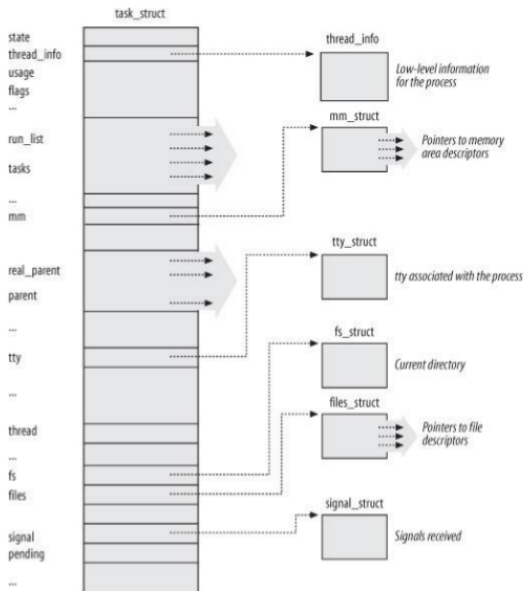 task_struct
state
thread_info
usage
flags
...
run_list
tasks
...
mm
real_parent
parent
...
tty
...
thread
...
fs
files
signal
pending
...
thread_info
Low-level information
for the process
mm_struct
Pointers to memory
area descriptors
tty_struct
tty associated with the process
fs_struct
Current directory
files_struct
Pointers to file
descriptors
signal_struct
Signals received